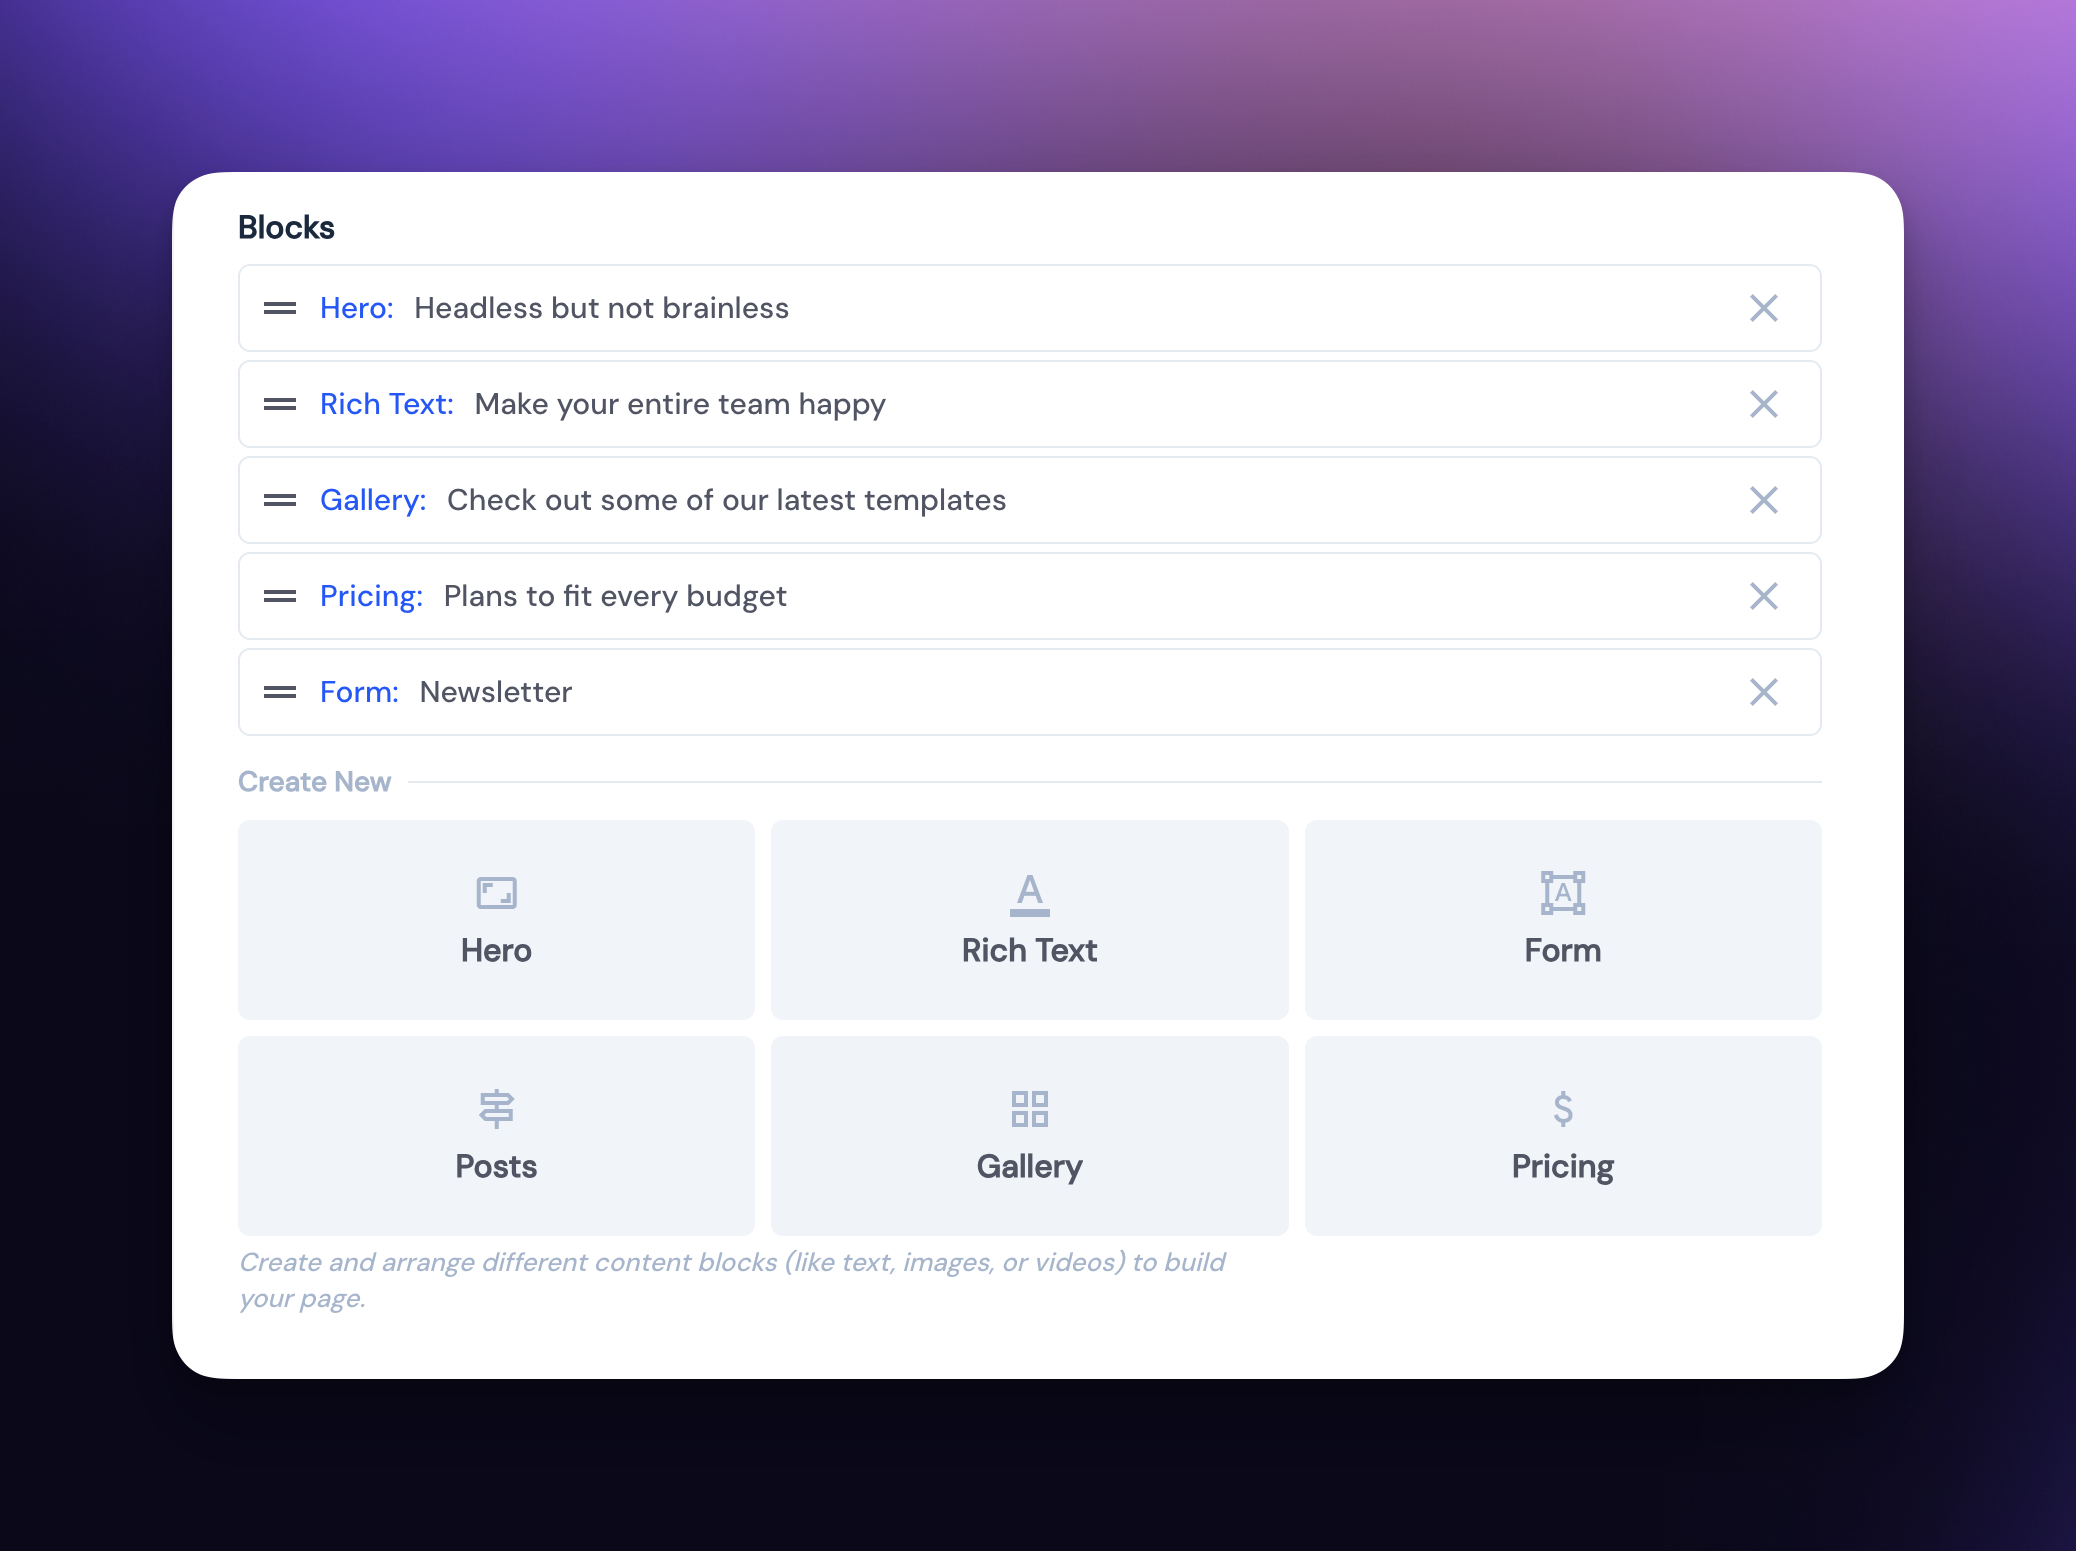 Blocks
Hero: Headless but not brainless
Rich Text: Make your entire team happy
Gallery: Check out some of our latest templates
Pricing: Plans to fit every budget
Form: Newsletter
Create New
Hero
Rich Text
Form
Posts
Gallery
Pricing
Create and arrange different content blocks (like text, images, or videos) to build
your page.